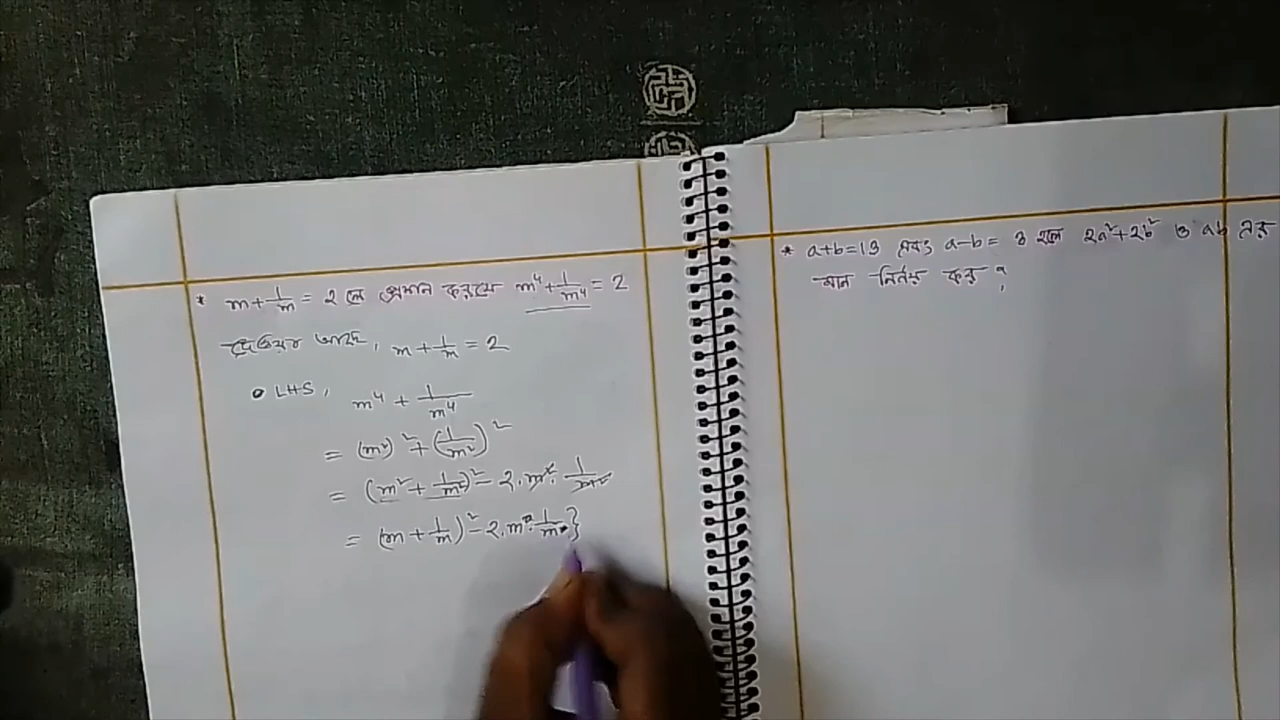 * m + 1/m = 2 হলে প্রমান করযে m⁴ + 1/m⁴ = 2
দেওয়া আছে, m + 1/m = 2
LHS, m⁴ + 1/m⁴
= (m²)² + (1/m²)²
= (m² + 1/m²)² - 2.m².1/m²
= (m + 1/m)² - 2.m.1/m}
* a+b=13 এবং a-b= 3 হলে 2a²+2b² ও ab এর
মান নির্নয় কর ?